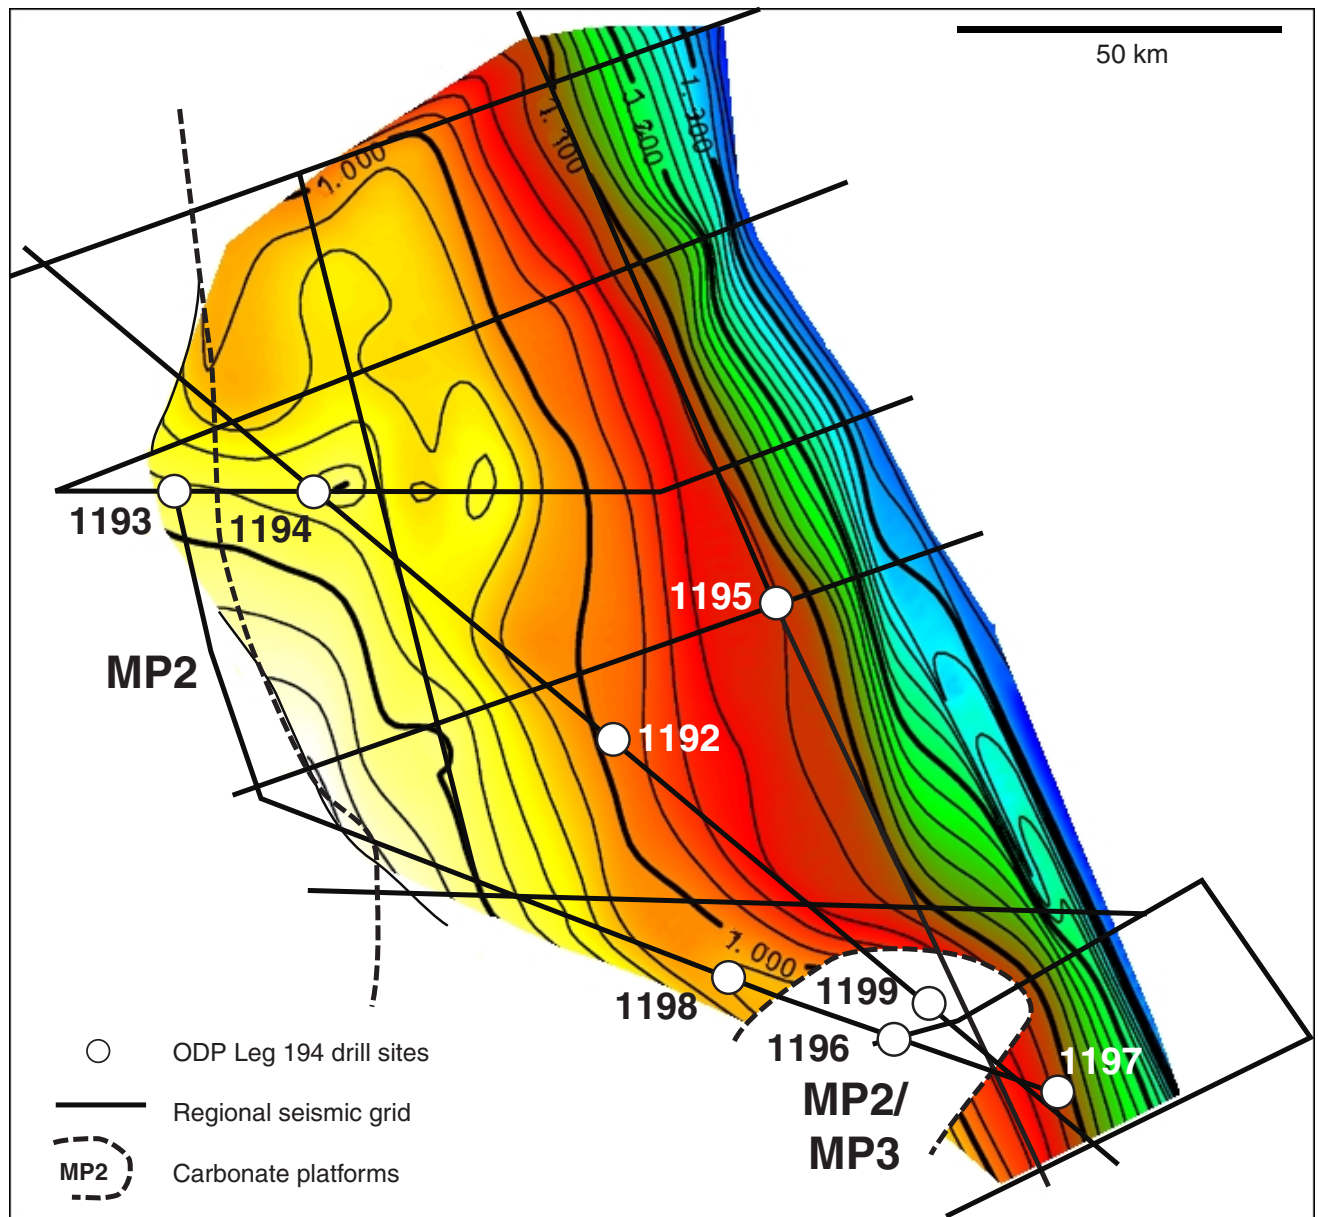 50 km
1.000
1.100
1.200
1.300
1193
1194
1195
MP2
1192
1.000
1198
1199
1196
1197
MP2/
MP3
ODP Leg 194 drill sites
Regional seismic grid
MP2
Carbonate platforms